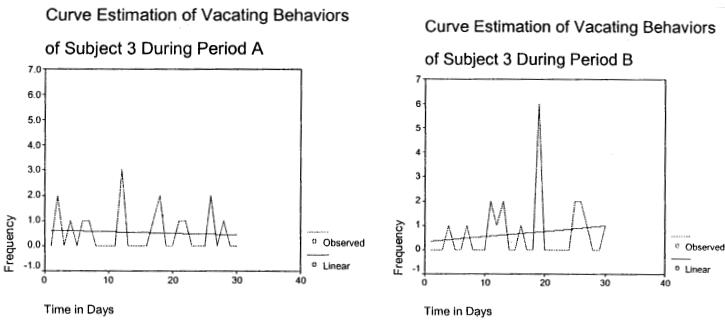 Curve Estimation of Vacating Behaviors
of Subject 3 During Period A
7.0
6.0
5.0
4.0
3.0
2.0
1.0
0.0
-1.0
0
10
20
30
40
Frequency
Observed
Linear
Time in Days
Curve Estimation of Vacating Behaviors
of Subject 3 During Period B
7
6
5
4
3
2
1
0
-1
0
10
20
30
40
Frequency
Observed
Linear
Time in Days